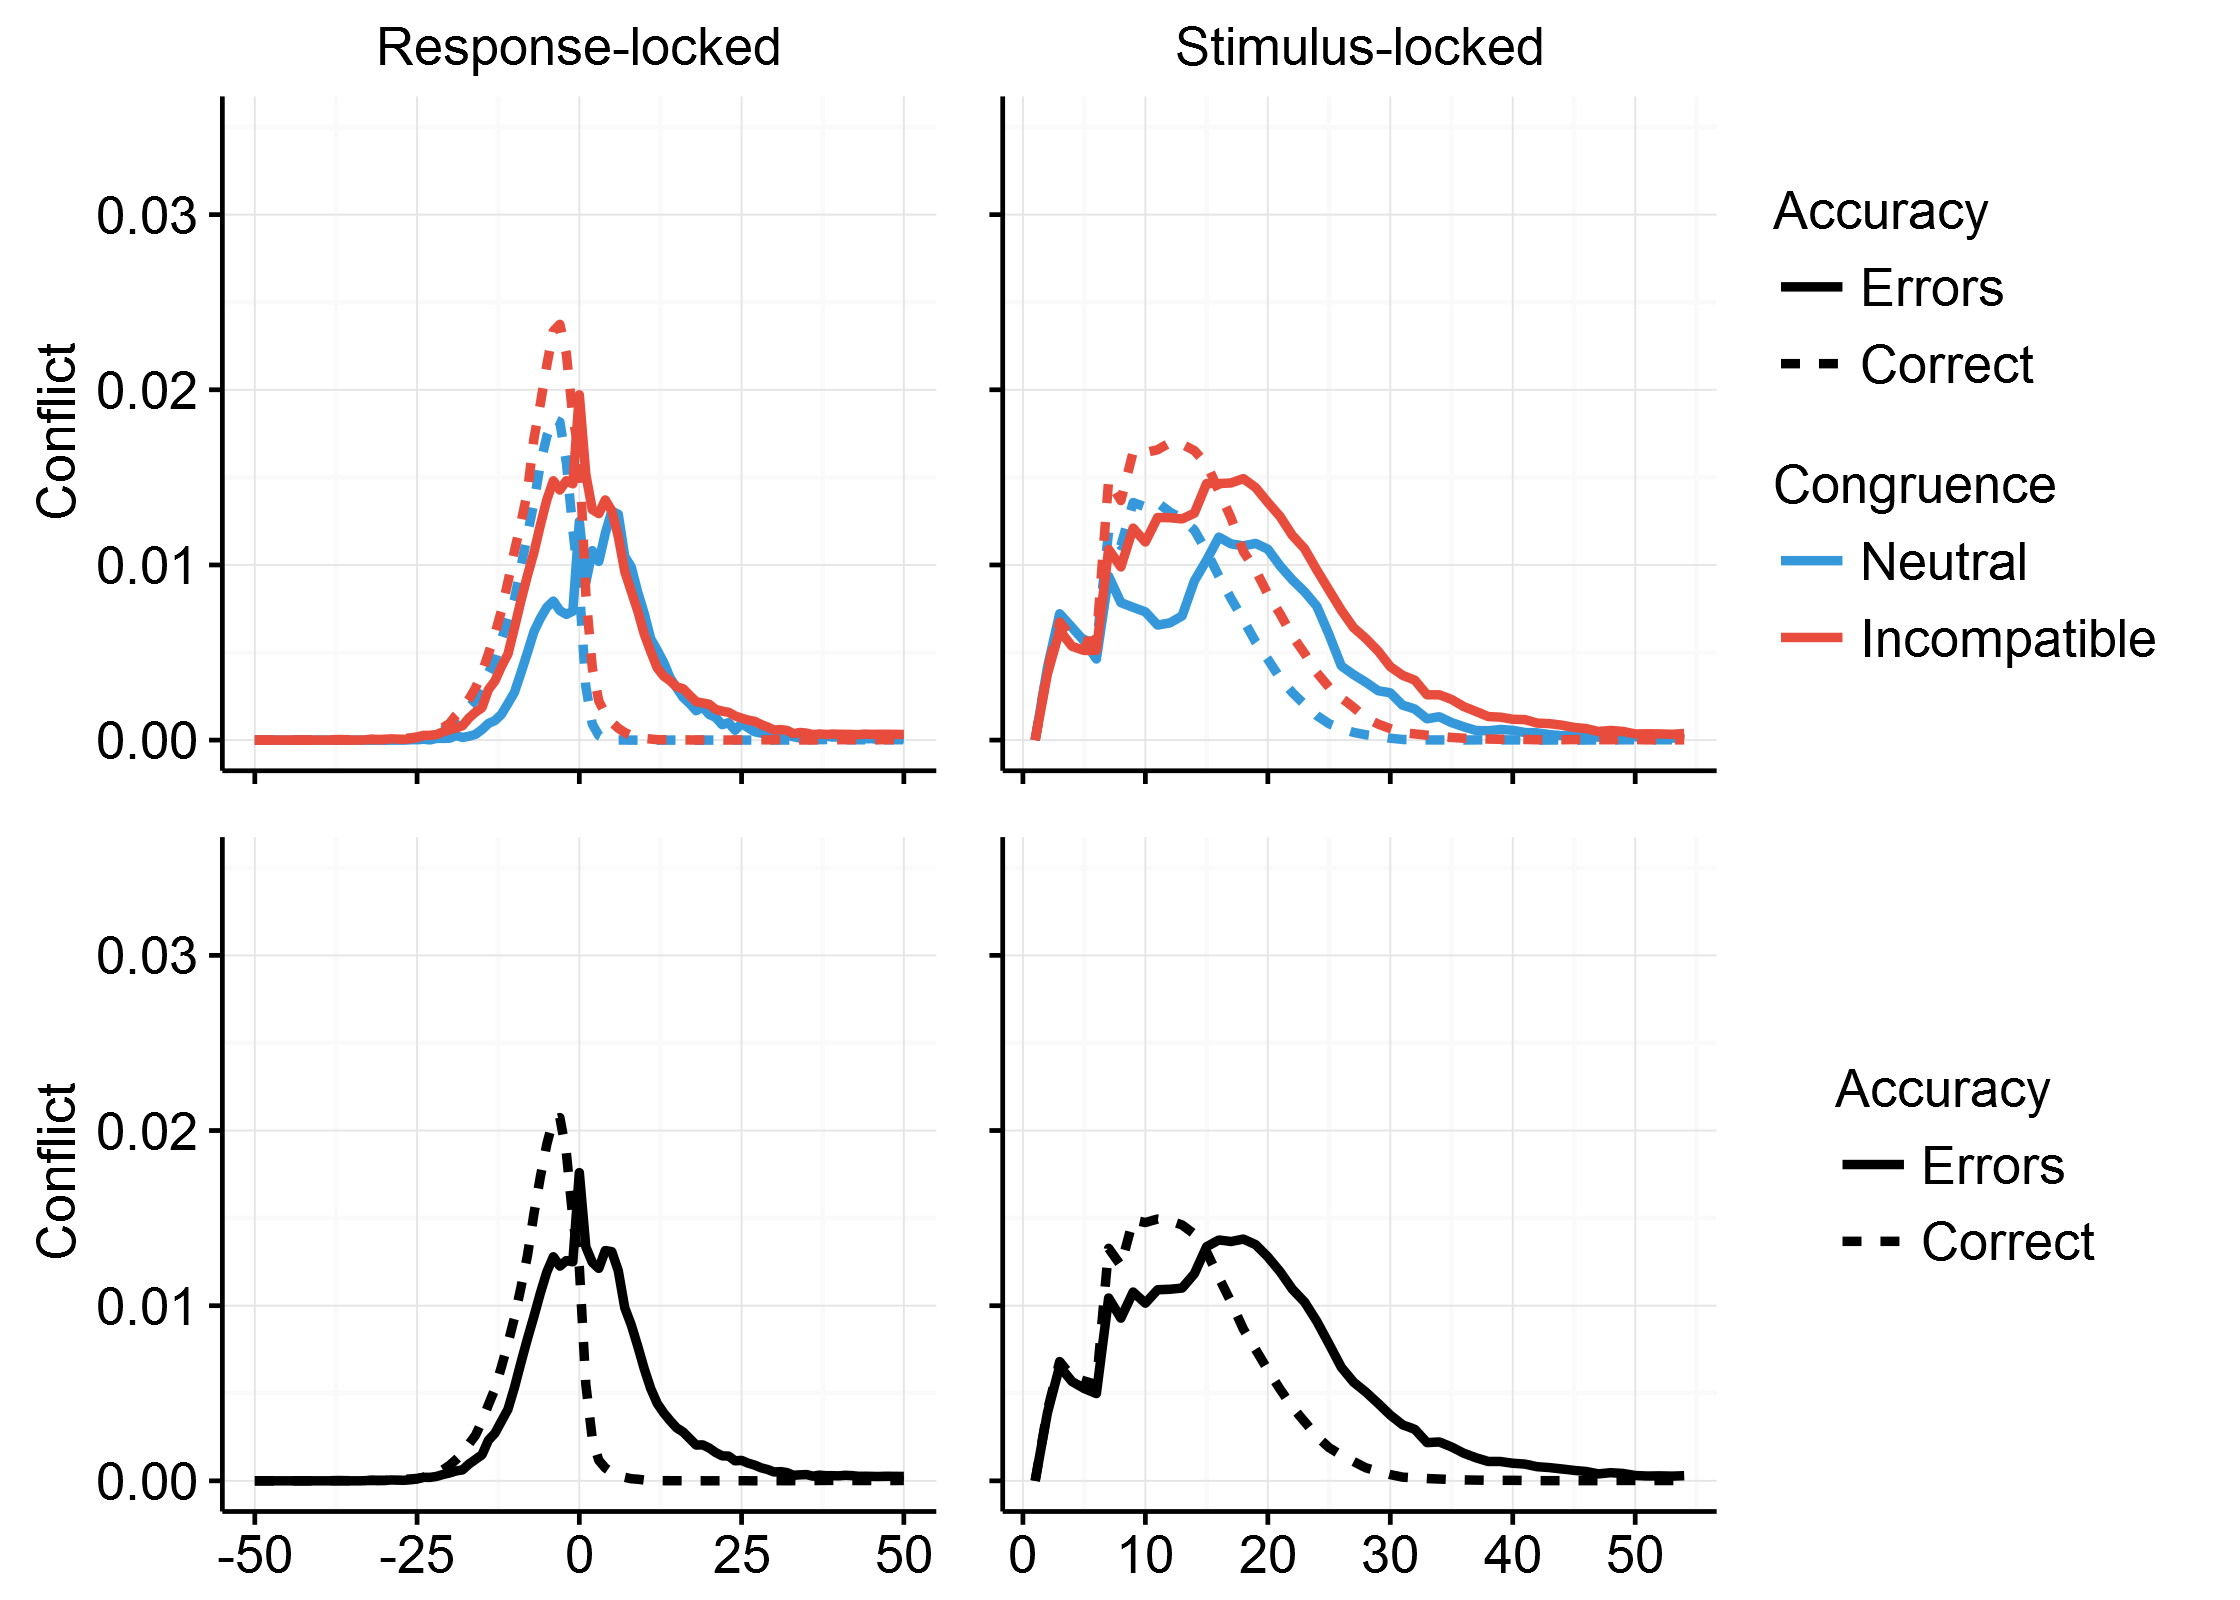 Response-locked
Stimulus-locked
Conflict
0.03
0.02
0.01
0.00
Accuracy
Errors
Correct
Congruence
Neutral
Incompatible
Conflict
0.03
0.02
0.01
0.00
-50 -25 0 25 50
0 10 20 30 40 50
Accuracy
Errors
Correct